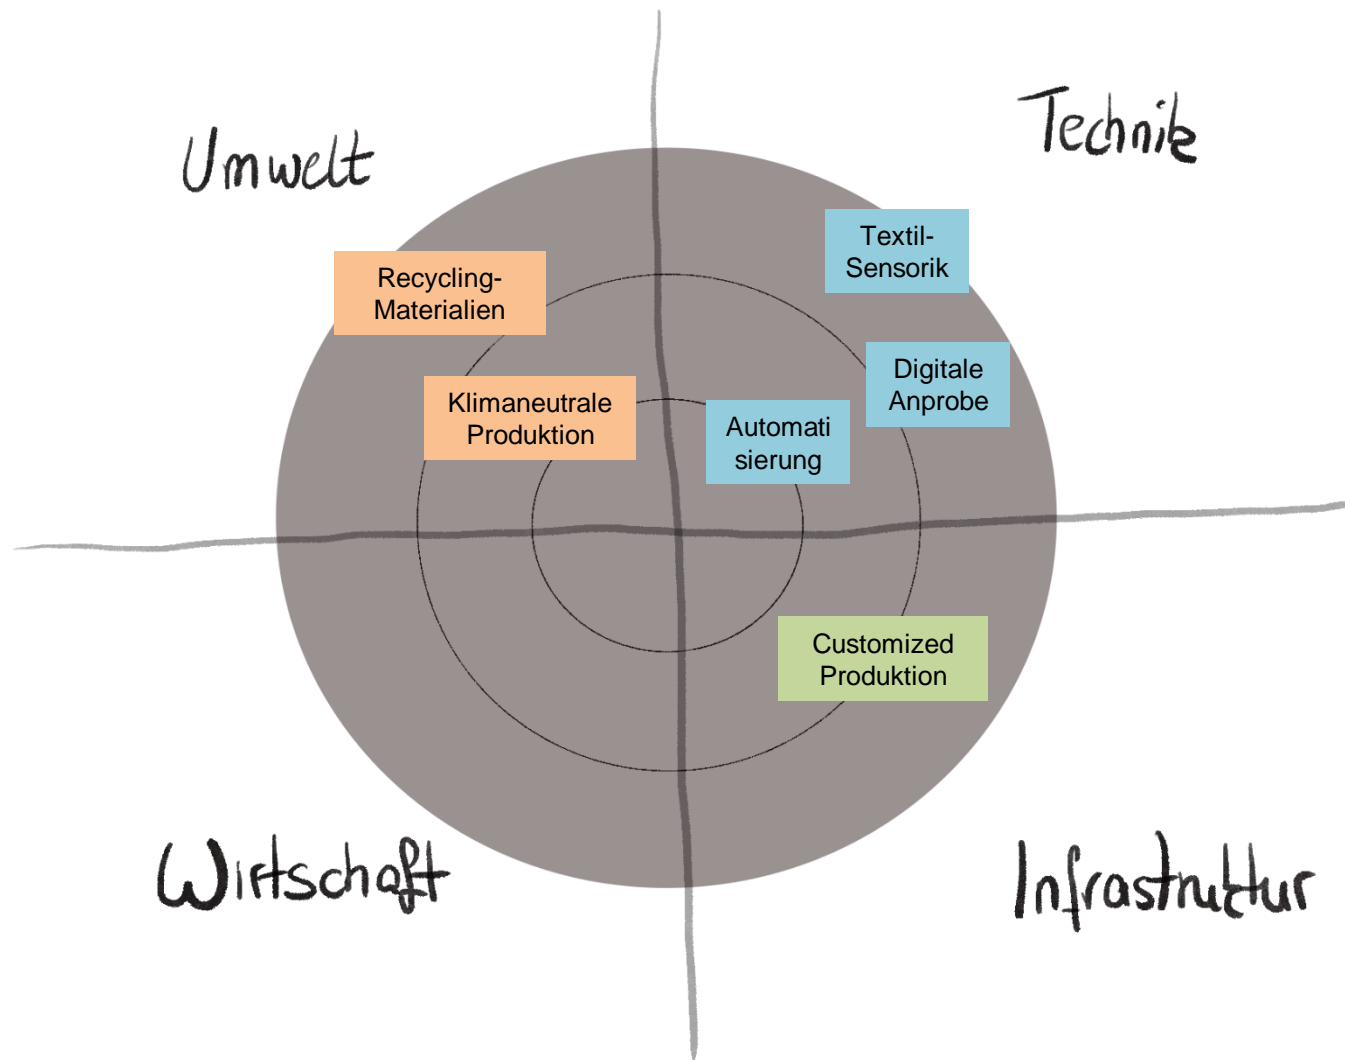 Umwelt
Technik
Textil-
Sensorik
Recycling-
Materialien
Digitale
Anprobe
Klimaneutrale
Produktion
Automati
sierung
Customized
Produktion
Wirtschaft
Infrastruktur